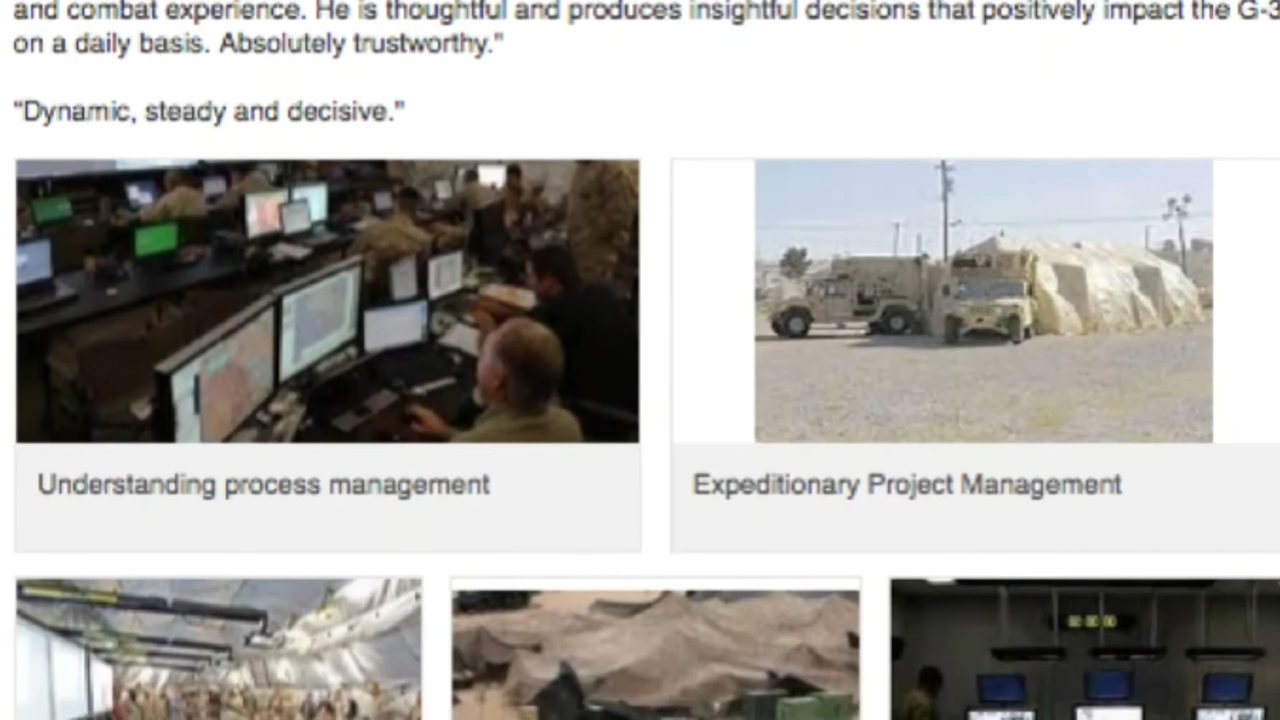 and combat experience. He is thoughtful and produces insightful decisions that positively impact the G-3
on a daily basis. Absolutely trustworthy."
"Dynamic, steady and decisive."
Understanding process management
Expeditionary Project Management